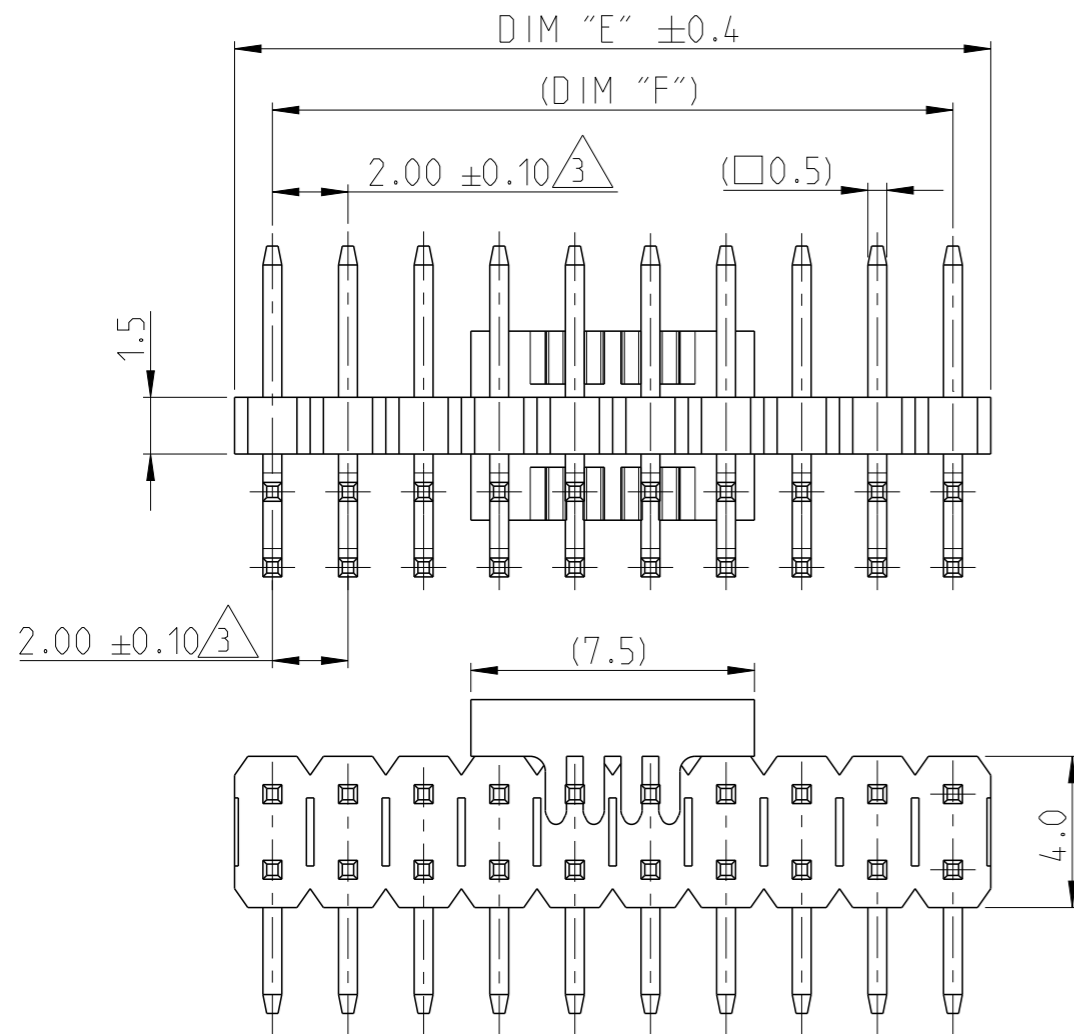 DIM "E" ±0.4
(DIM "F")
2.00 ±0.10 3
(□0.5)
1.5
2.00 ±0.10 3
(7.5)
4.0